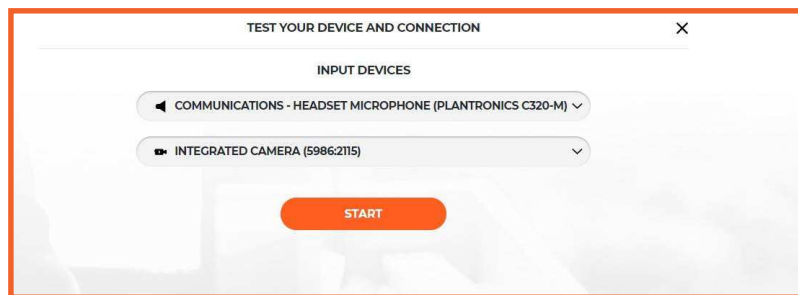 TEST YOUR DEVICE AND CONNECTION
INPUT DEVICES
COMMUNICATIONS - HEADSET MICROPHONE (PLANTRONICS C320-M)
INTEGRATED CAMERA (5986:2115)
START